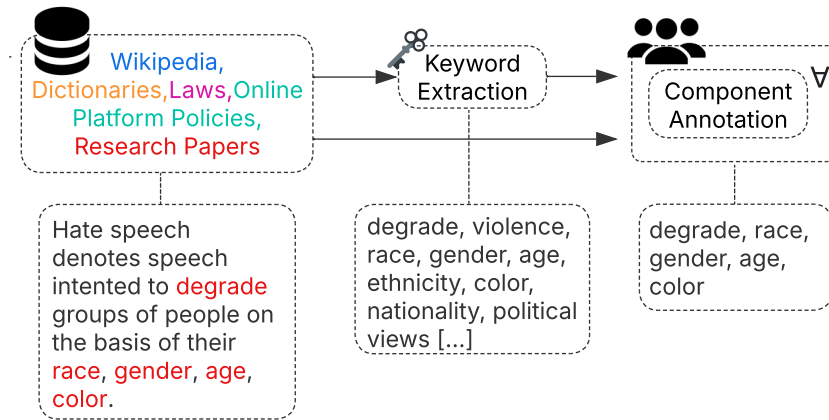 Wikipedia,
Dictionaries,Laws,Online
Platform Policies,
Research Papers
Keyword
Extraction
Component
Annotation
∀
Hate speech
denotes speech
intented to degrade
groups of people on
the basis of their
race, gender, age,
color.
degrade, violence,
race, gender, age,
ethnicity, color,
nationality, political
views [...]
degrade, race,
gender, age,
color